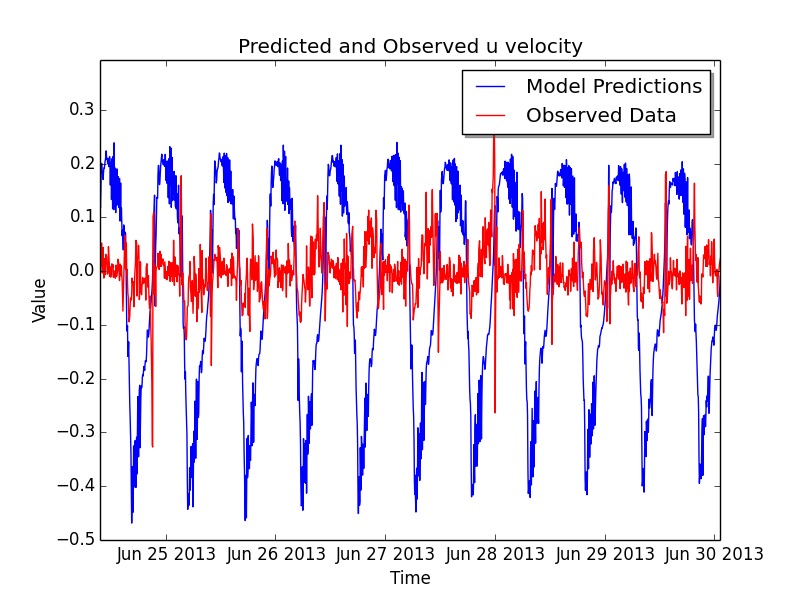 Predicted and Observed u velocity
Model Predictions
Observed Data
Value
0.3
0.2
0.1
0.0
−0.1
−0.2
−0.3
−0.4
−0.5
Jun 25 2013 Jun 26 2013 Jun 27 2013 Jun 28 2013 Jun 29 2013 Jun 30 2013
Time